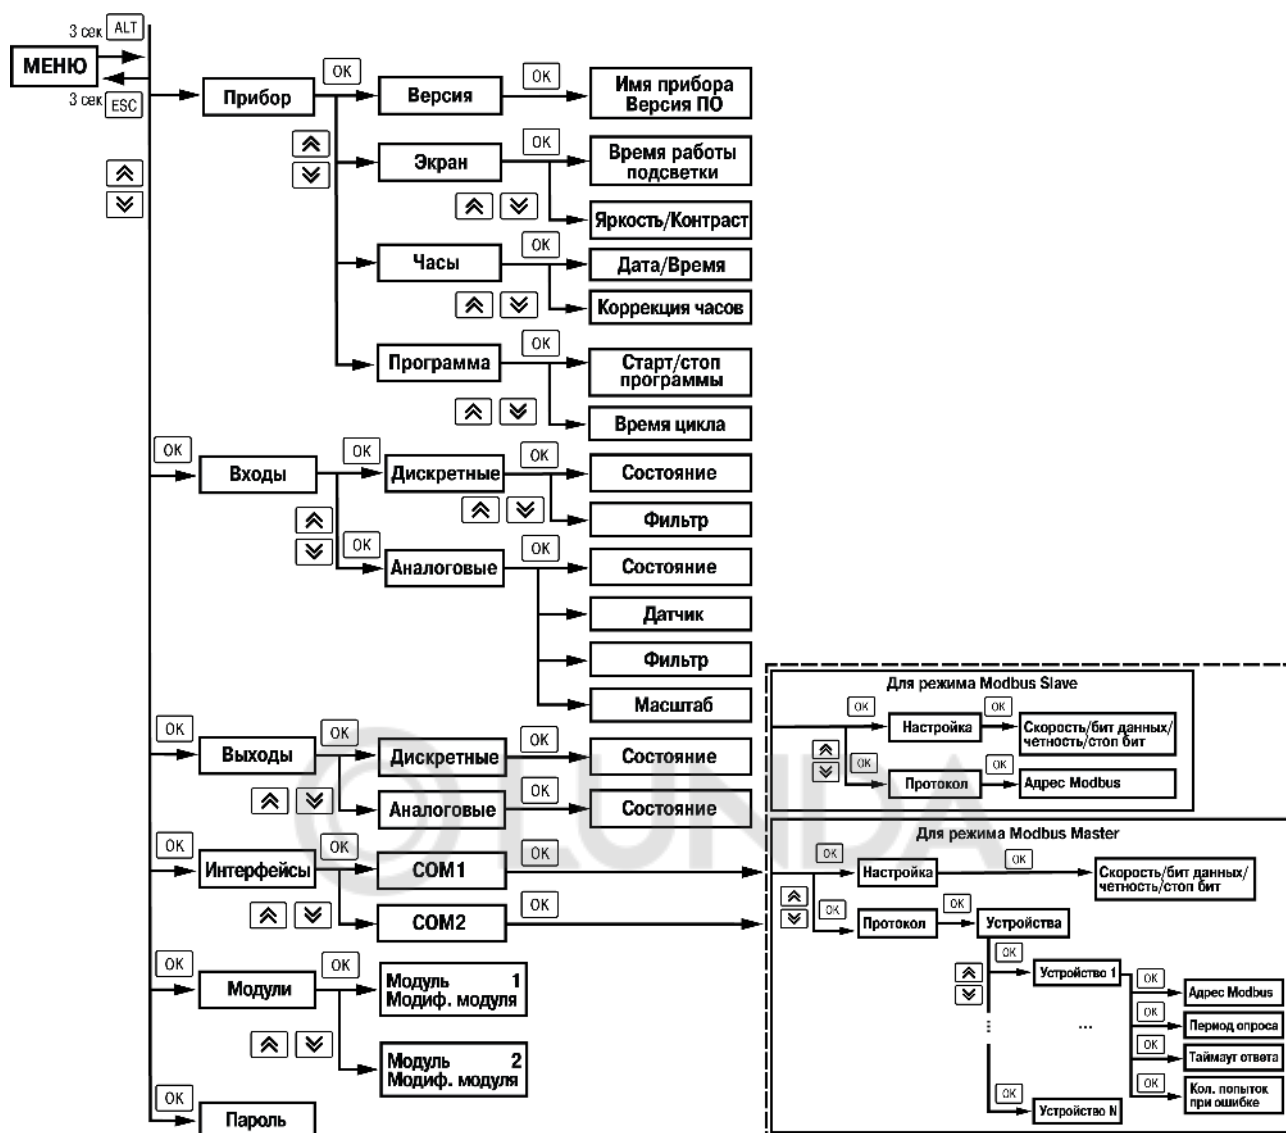 3 сек ALT
МЕНЮ
3 сек ESC
Прибор
OK
Версия
OK
Имя прибора
Версия ПО
Экран
OK
Время работы
подсветки
Яркость/Контраст
Часы
OK
Дата/Время
Коррекция часов
Программа
OK
Старт/стоп
программы
Время цикла
OK
Входы
OK
Дискретные
OK
Состояние
Фильтр
OK
Аналоговые
OK
Состояние
Датчик
Фильтр
Масштаб
OK
Выходы
OK
Дискретные
OK
Состояние
Аналоговые
OK
Состояние
OK
Интерфейсы
OK
COM1
OK
COM2
OK
OK
Модули
OK
Модуль 1
Модиф. модуля
Модуль 2
Модиф. модуля
OK
Пароль
Для режима Modbus Slave
OK
Настройка
OK
Скорость/бит данных/
четность/стоп бит
OK
Протокол
OK
Адрес Modbus
Для режима Modbus Master
OK
Настройка
OK
Скорость/бит данных/
четность/стоп бит
OK
Протокол
OK
Устройства
OK
Устройство 1
OK
Адрес Modbus
OK
Период опроса
...
OK
Таймаут ответа
OK
Кол. попыток
при ошибке
OK
Устройство N
LUNDA